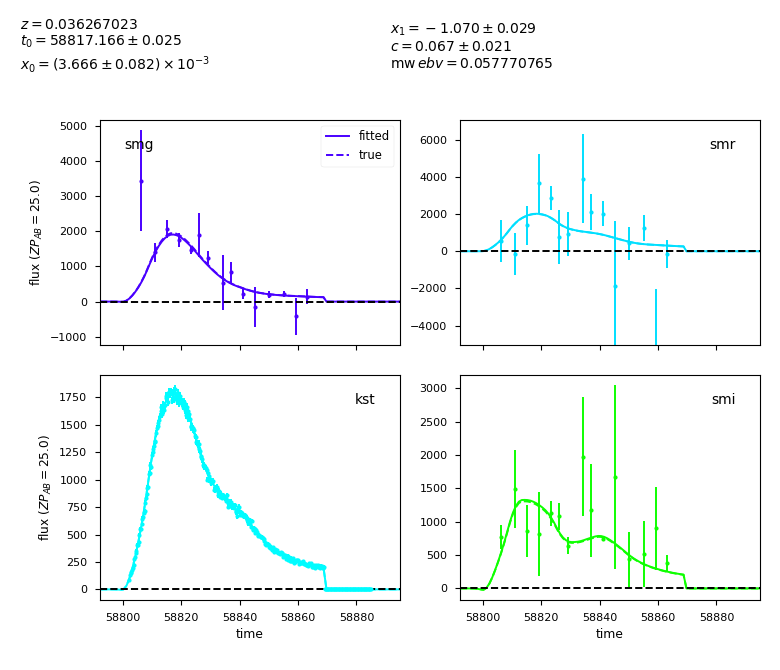 z = 0.036267023
t₀ = 58817.166 ± 0.025
x₀ = (3.666 ± 0.082) × 10⁻³
x₁ = −1.070 ± 0.029
c = 0.067 ± 0.021
mw ebv = 0.057770765
smg
fitted
true
5000
4000
3000
2000
1000
0
−1000
flux (ZP_AB = 25.0)
smr
6000
4000
2000
0
−2000
−4000
kst
1750
1500
1250
1000
750
500
250
0
flux (ZP_AB = 25.0)
58800 58820 58840 58860 58880
time
smi
3000
2500
2000
1500
1000
500
0
58800 58820 58840 58860 58880
time